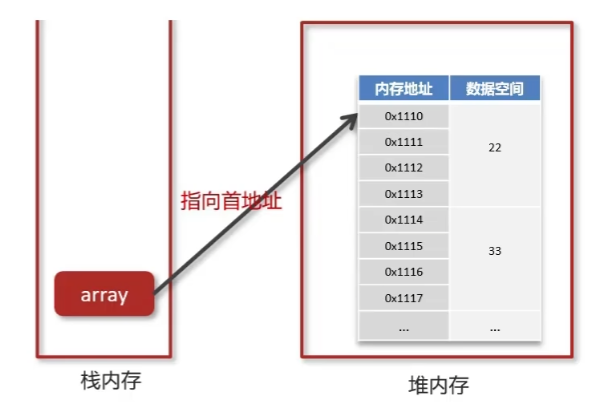 内存地址 数据空间
0x1110
0x1111
22
0x1112
0x1113
指向首地址
0x1114
0x1115
33
0x1116
array
0x1117
... ...
栈内存
堆内存